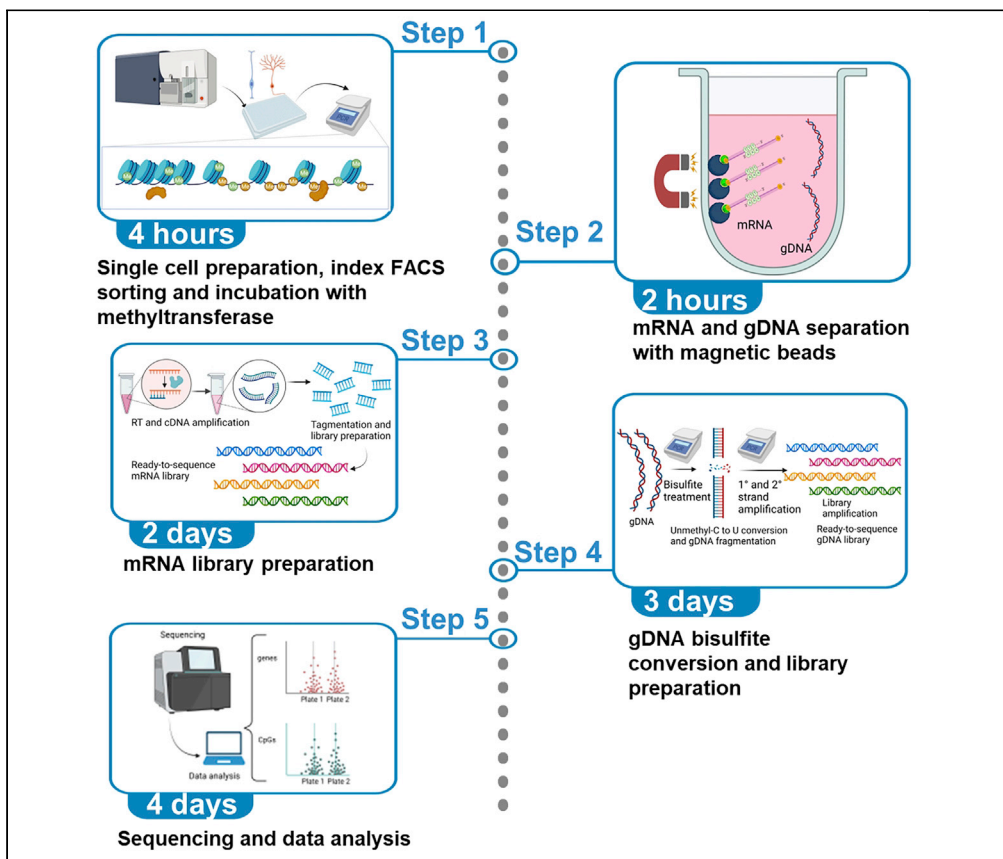 Step 1
4 hours
Single cell preparation, index FACS
sorting and incubation with
methyltransferase
Step 2
mRNA
gDNA
2 hours
mRNA and gDNA separation
with magnetic beads
Step 3
RT and cDNA amplification
Tagmentation and
library preparation
Ready-to-sequence
mRNA library
2 days
mRNA library preparation
Step 4
gDNA
Bisulfite
treatment
1° and 2°
strand
amplification
Unmethyl-C to U conversion
and gDNA fragmentation
Library
amplification
Ready-to-sequence
gDNA library
3 days
gDNA bisulfite
conversion and library
preparation
Step 5
Sequencing
Data analysis
genes
Plate 1 Plate 2
CpGs
Plate 1 Plate 2
4 days
Sequencing and data analysis